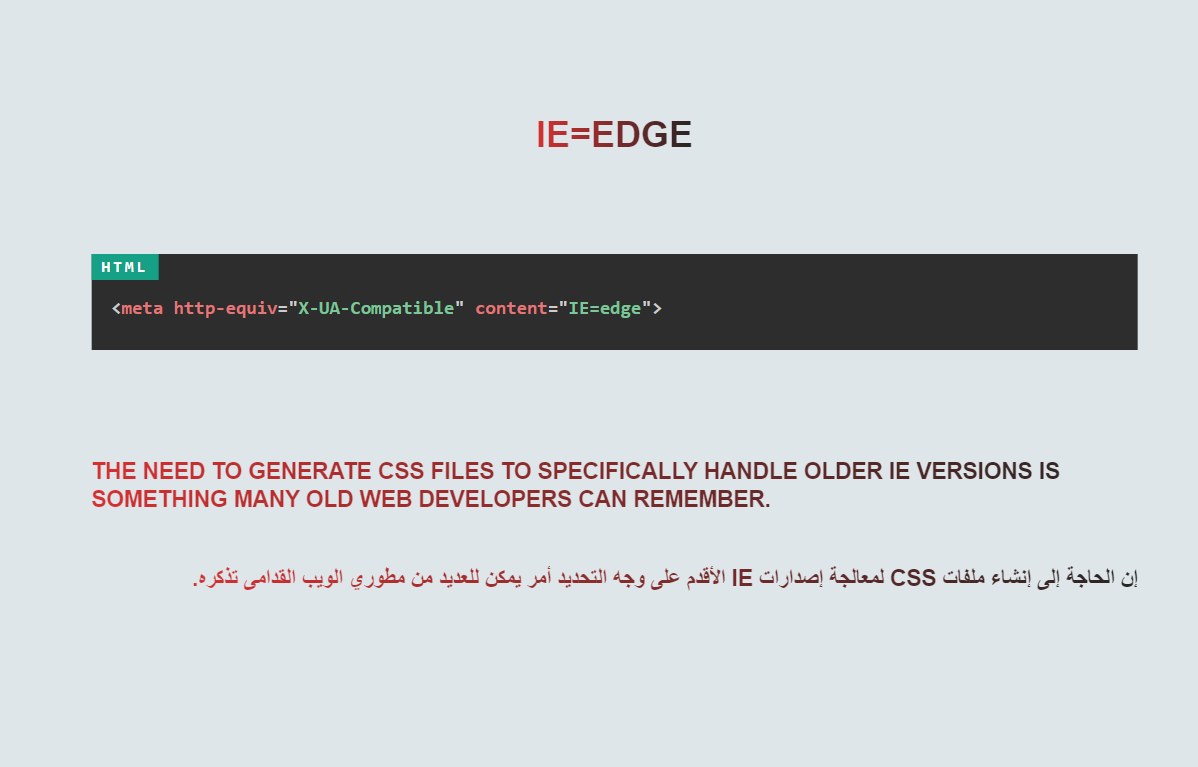 IE=EDGE
HTML
<meta http-equiv="X-UA-Compatible" content="IE=edge">
THE NEED TO GENERATE CSS FILES TO SPECIFICALLY HANDLE OLDER IE VERSIONS IS
SOMETHING MANY OLD WEB DEVELOPERS CAN REMEMBER.
إن الحاجة إلى إنشاء ملفات CSS لمعالجة إصدارات IE الأقدم على وجه التحديد أمر يمكن للعديد من مطوري الويب القدامى تذكره.